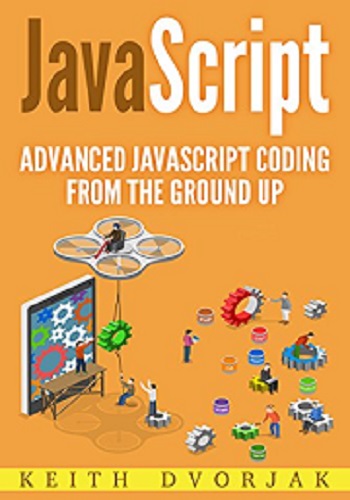 JavaScript
ADVANCED JAVASCRIPT CODING
FROM THE GROUND UP
KEITH DVORJAK